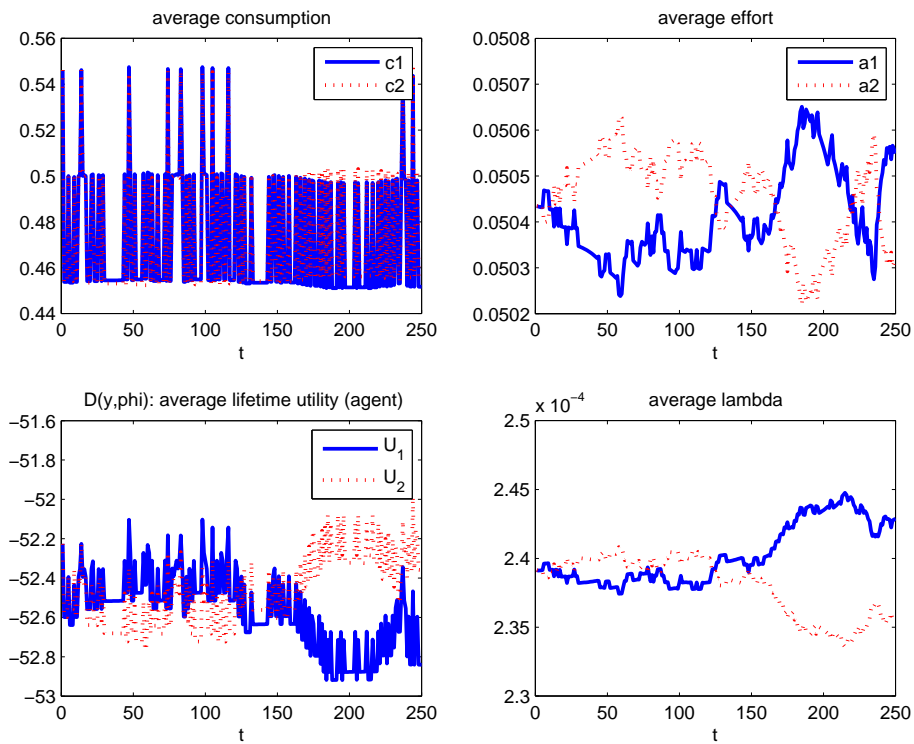 average consumption
0.56
0.54
0.52
0.5
0.48
0.46
0.44
c1
c2
0 50 100 150 200 250
t
average effort
0.0508
0.0507
0.0506
0.0505
0.0504
0.0503
0.0502
a1
a2
0 50 100 150 200 250
t
D(y,phi): average lifetime utility (agent)
−51.6
−51.8
−52
−52.2
−52.4
−52.6
−52.8
−53
U_1
U_2
0 50 100 150 200 250
t
average lambda
x 10^−4
2.5
2.45
2.4
2.35
2.3
0 50 100 150 200 250
t